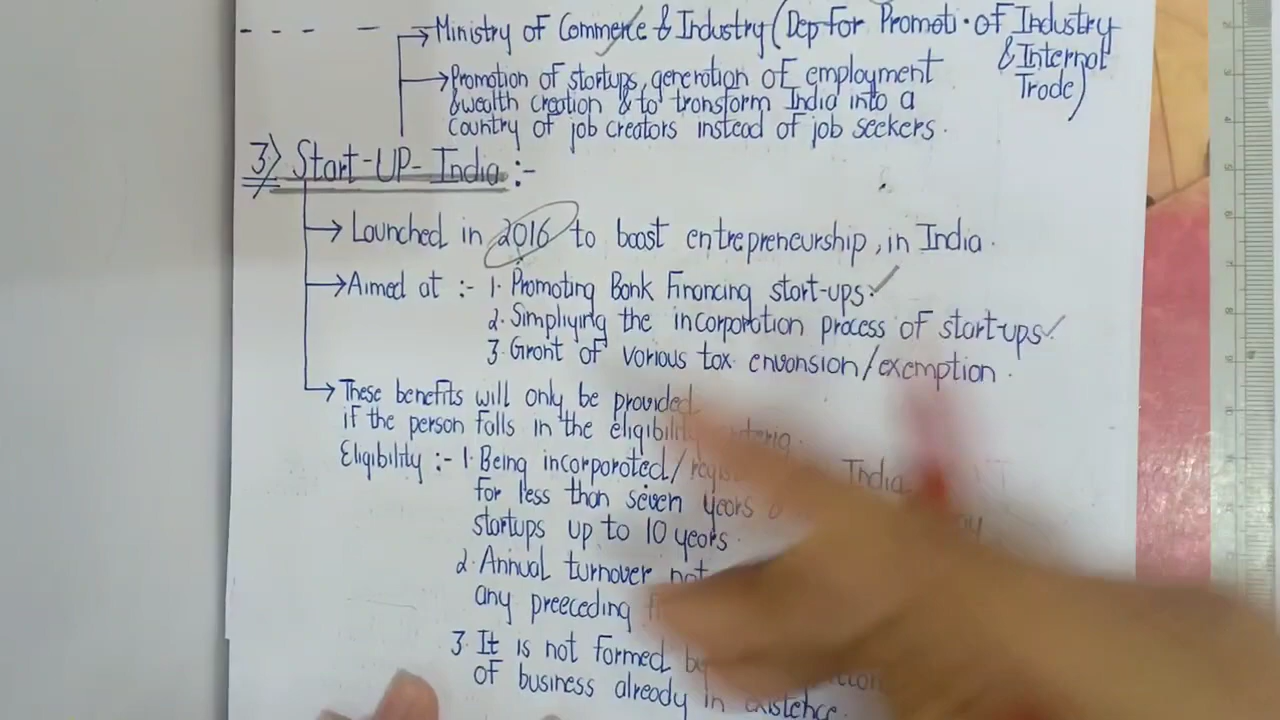 Ministry of Commerce & Industry (Dep for Promoti. of Industry
& Internal
Trade)
Promotion of startups, generation of employment
& wealth creation & to transform India into a
country of job creators instead of job seekers.
3) Start-UP-India :-
Launched in 2016 to boost entrepreneurship, in India.
Aimed at :- 1. Promoting Bank Financing start-ups.
2. Simpliying the incorporation process of start-ups
3. Grant of various tax envansion/exemption.
These benefits will only be provided
if the person falls in the
Eligibility :- 1. Being incorporated/ India
for less than seven years
startups up to 10 years.
2. Annual turnover not
any preeceding
3. It is not formed
of business already in existence.